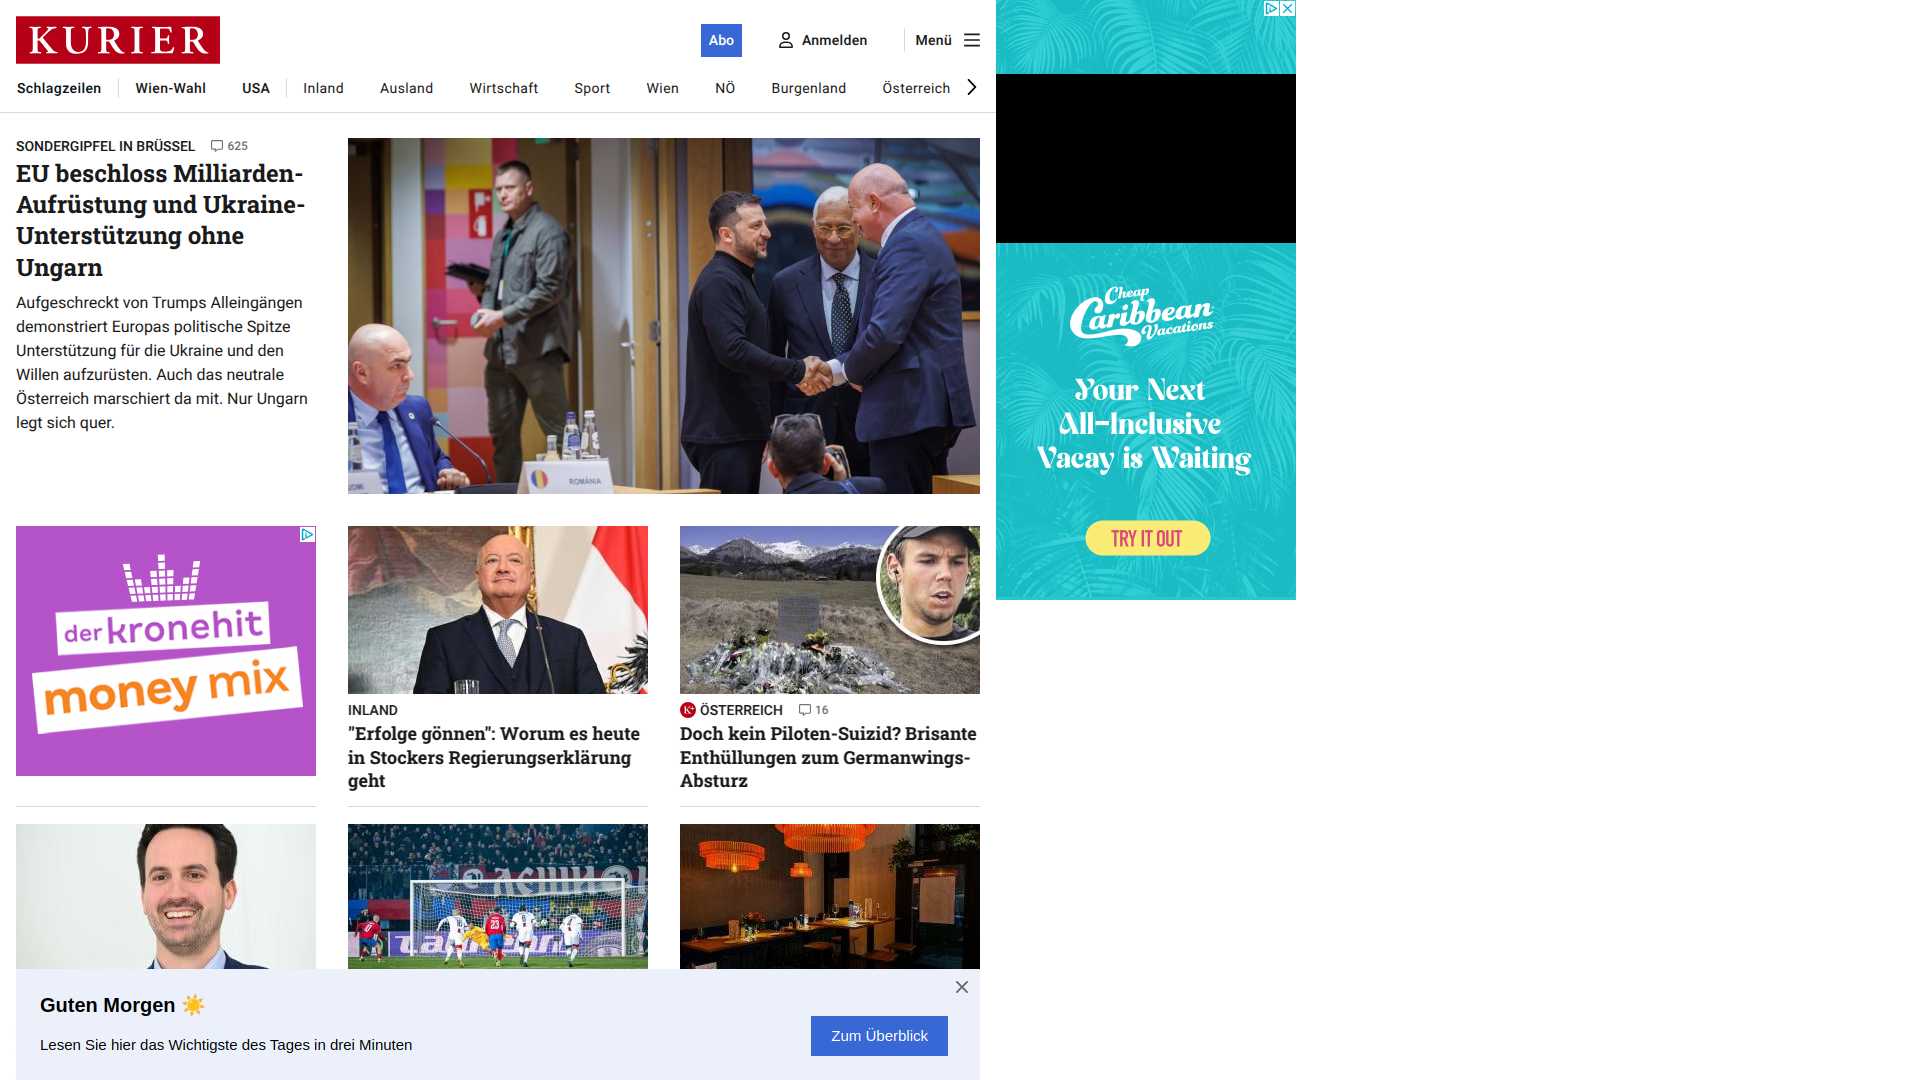 KURIER
Abo
Anmelden
Menü
Schlagzeilen
Wien-Wahl
USA
Inland
Ausland
Wirtschaft
Sport
Wien
NÖ
Burgenland
Österreich
SONDERGIPFEL IN BRÜSSEL 625
EU beschloss Milliarden-
Aufrüstung und Ukraine-
Unterstützung ohne
Ungarn
Aufgeschreckt von Trumps Alleingängen
demonstriert Europas politische Spitze
Unterstützung für die Ukraine und den
Willen aufzurüsten. Auch das neutrale
Österreich marschiert da mit. Nur Ungarn
legt sich quer.
ROMANIA
Cheap
Caribbean
Vacations
Your Next
All-Inclusive
Vacay is Waiting
TRY IT OUT
der kronehit
money mix
INLAND
"Erfolge gönnen": Worum es heute
in Stockers Regierungserklärung
geht
K+ ÖSTERREICH 16
Doch kein Piloten-Suizid? Brisante
Enthüllungen zum Germanwings-
Absturz
Guten Morgen ☀️
Lesen Sie hier das Wichtigste des Tages in drei Minuten
Zum Überblick